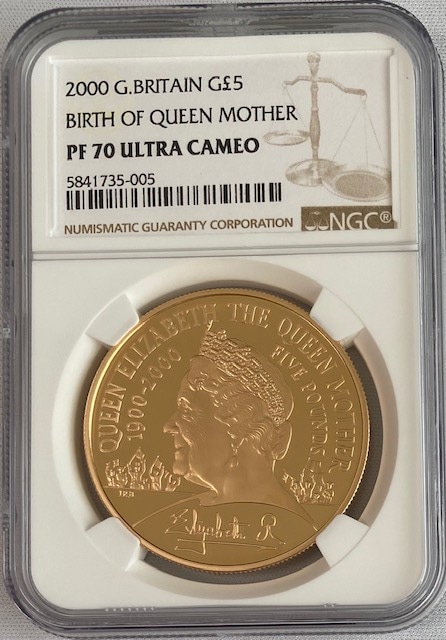 2000 G.BRITAIN G£5
BIRTH OF QUEEN MOTHER
PF 70 ULTRA CAMEO
5841735-005
NUMISMATIC GUARANTY CORPORATION
NGC®
QUEEN ELIZABETH THE QUEEN MOTHER
1900-2000
FIVE POUNDS
Elizabeth R